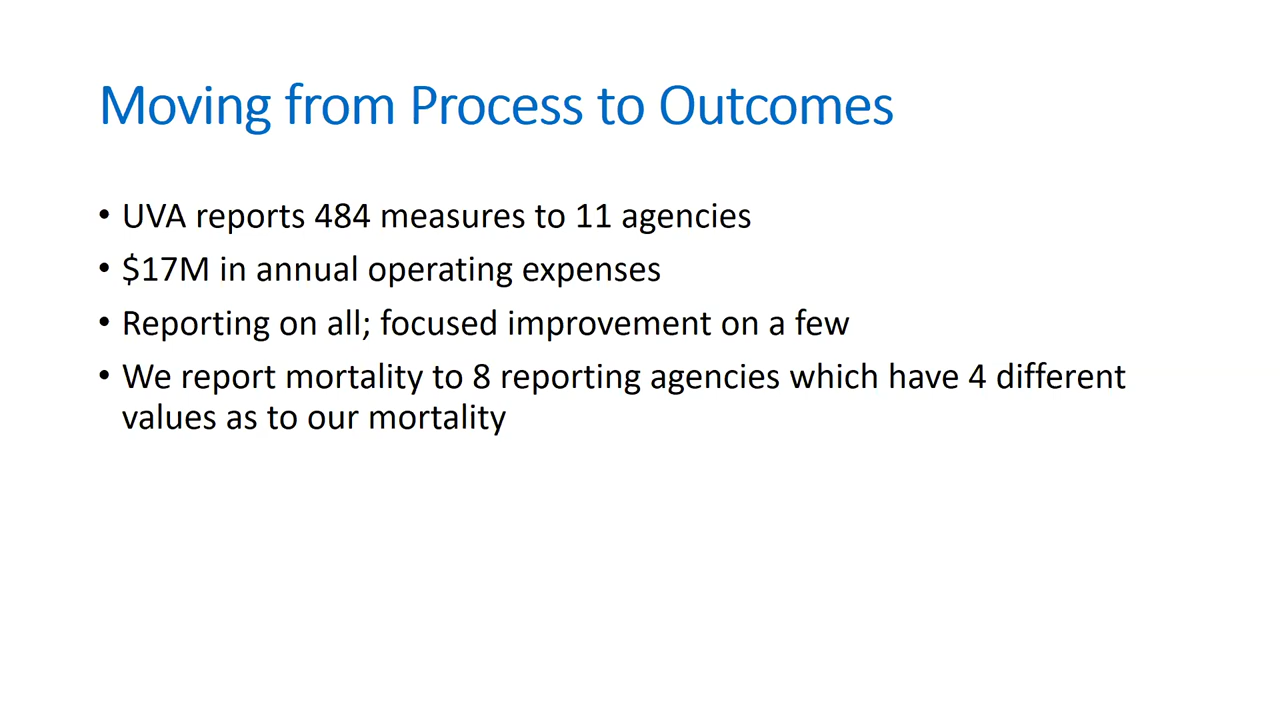 Moving from Process to Outcomes
• UVA reports 484 measures to 11 agencies
• $17M in annual operating expenses
• Reporting on all; focused improvement on a few
• We report mortality to 8 reporting agencies which have 4 different
values as to our mortality